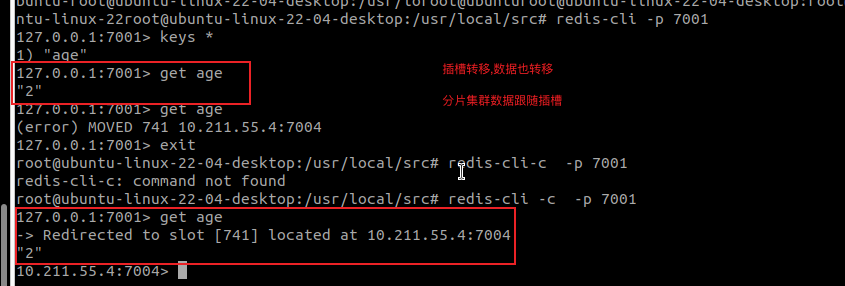 buntu-root@ubuntu-linux-22-04-desktop:/usr/loroot@ubunturoot@ubuntu-linux-22-04-desktop:root
ntu-linux-22root@ubuntu-linux-22-04-desktop:/usr/local/src# redis-cli -p 7001
127.0.0.1:7001> keys *
1) "age"
127.0.0.1:7001> get age
"2"
127.0.0.1:7001> get age
(error) MOVED 741 10.211.55.4:7004
127.0.0.1:7001> exit
root@ubuntu-linux-22-04-desktop:/usr/local/src# redis-cli-c  -p 7001
redis-cli-c: command not found
root@ubuntu-linux-22-04-desktop:/usr/local/src# redis-cli -c  -p 7001
127.0.0.1:7001> get age
-> Redirected to slot [741] located at 10.211.55.4:7004
"2"
10.211.55.4:7004>
插槽转移,数据也转移
分片集群数据跟随插槽